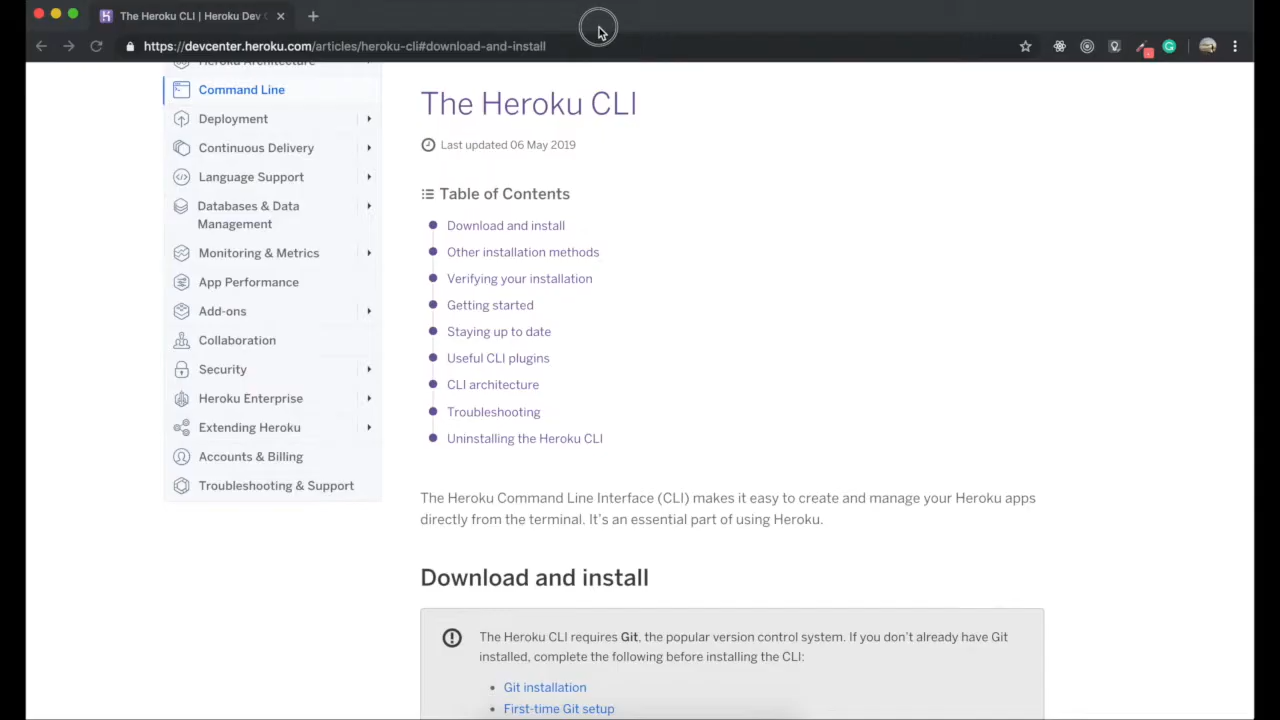 The Heroku CLI | Heroku Dev C
https://devcenter.heroku.com/articles/heroku-cli#download-and-install
Heroku Architecture
Command Line
Deployment
Continuous Delivery
Language Support
Databases & Data
Management
Monitoring & Metrics
App Performance
Add-ons
Collaboration
Security
Heroku Enterprise
Extending Heroku
Accounts & Billing
Troubleshooting & Support
The Heroku CLI
Last updated 06 May 2019
Table of Contents
Download and install
Other installation methods
Verifying your installation
Getting started
Staying up to date
Useful CLI plugins
CLI architecture
Troubleshooting
Uninstalling the Heroku CLI
The Heroku Command Line Interface (CLI) makes it easy to create and manage your Heroku apps
directly from the terminal. It’s an essential part of using Heroku.
Download and install
The Heroku CLI requires Git, the popular version control system. If you don’t already have Git
installed, complete the following before installing the CLI:
• Git installation
• First-time Git setup